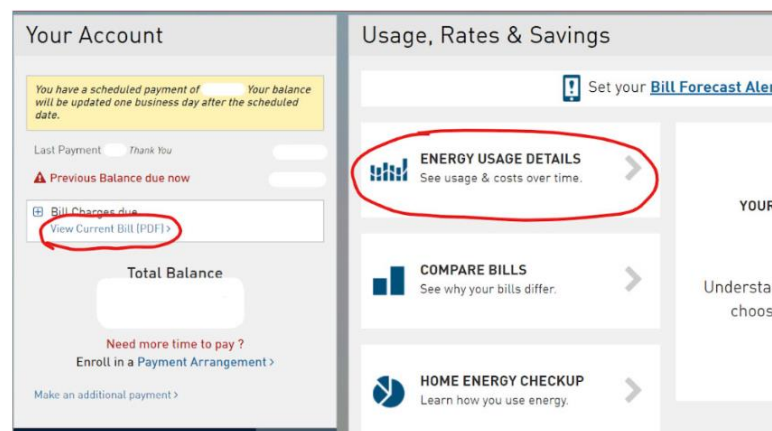 Your Account
You have a scheduled payment of Your balance
will be updated one business day after the scheduled
date.
Last Payment Thank You
Previous Balance due now
Bill Charges due
View Current Bill (PDF) >
Total Balance
Need more time to pay ?
Enroll in a Payment Arrangement >
Make an additional payment >
Usage, Rates & Savings
Set your Bill Forecast Aler
ENERGY USAGE DETAILS
See usage & costs over time.
COMPARE BILLS
See why your bills differ.
HOME ENERGY CHECKUP
Learn how you use energy.
YOUR
Understa
choos